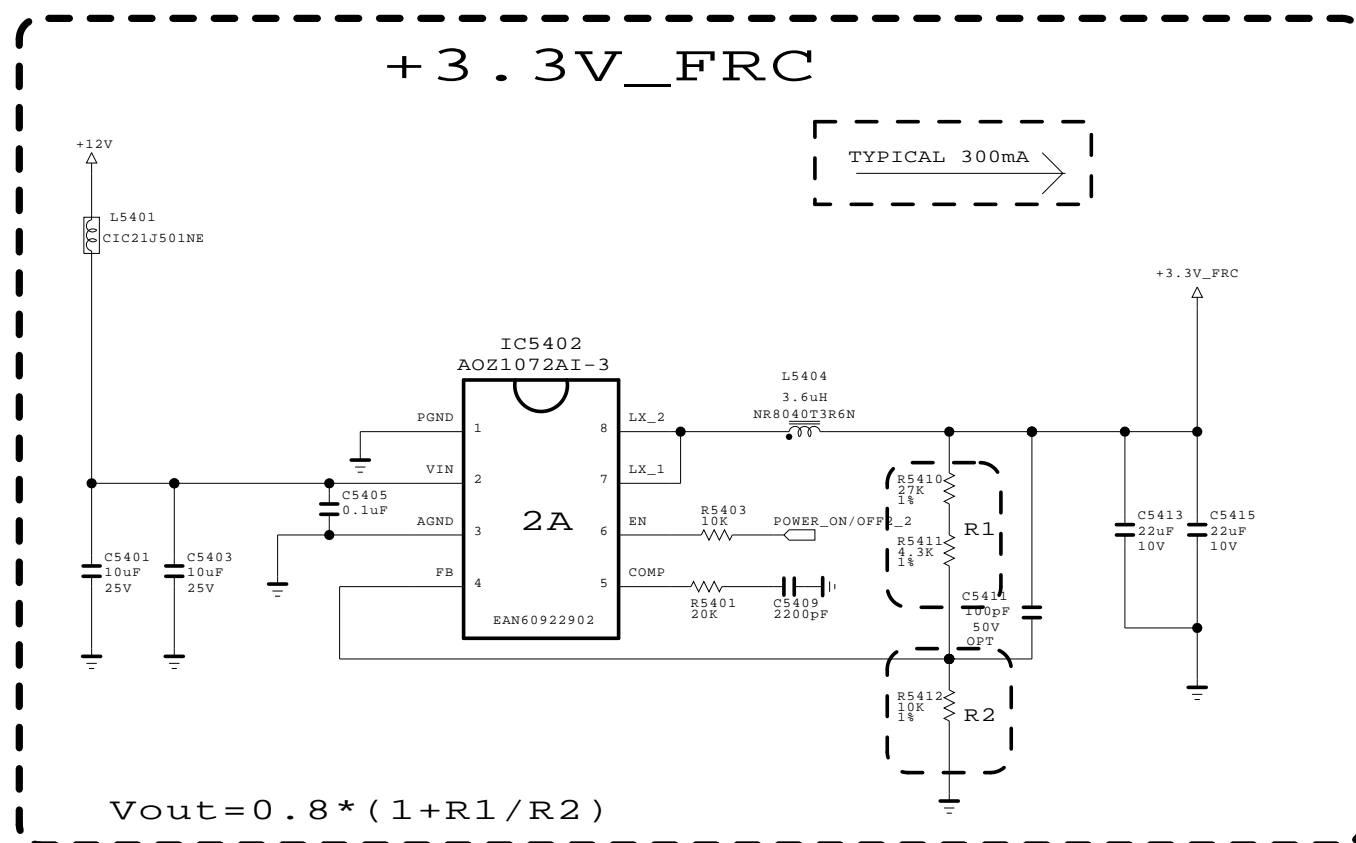 +3.3V_FRC
TYPICAL 300mA
+12V
L5401
CIC21J501NE
+3.3V_FRC
IC5402
AOZ1072AI-3
L5404
3.6uH
NR8040T3R6N
PGND
1
8
LX_2
VIN
2
7
LX_1
C5405
0.1uF
2A
AGND
3
6
EN
R5403
10K
POWER_ON/OFF2_2
FB
4
5
COMP
R5401
20K
C5409
2200pF
EAN60922902
C5401
10uF
25V
C5403
10uF
25V
R5410
27K
1%
R5411
4.3K
1%
R1
C5411
100pF
50V
OPT
C5413
22uF
10V
C5415
22uF
10V
R5412
10K
1%
R2
Vout=0.8*(1+R1/R2)